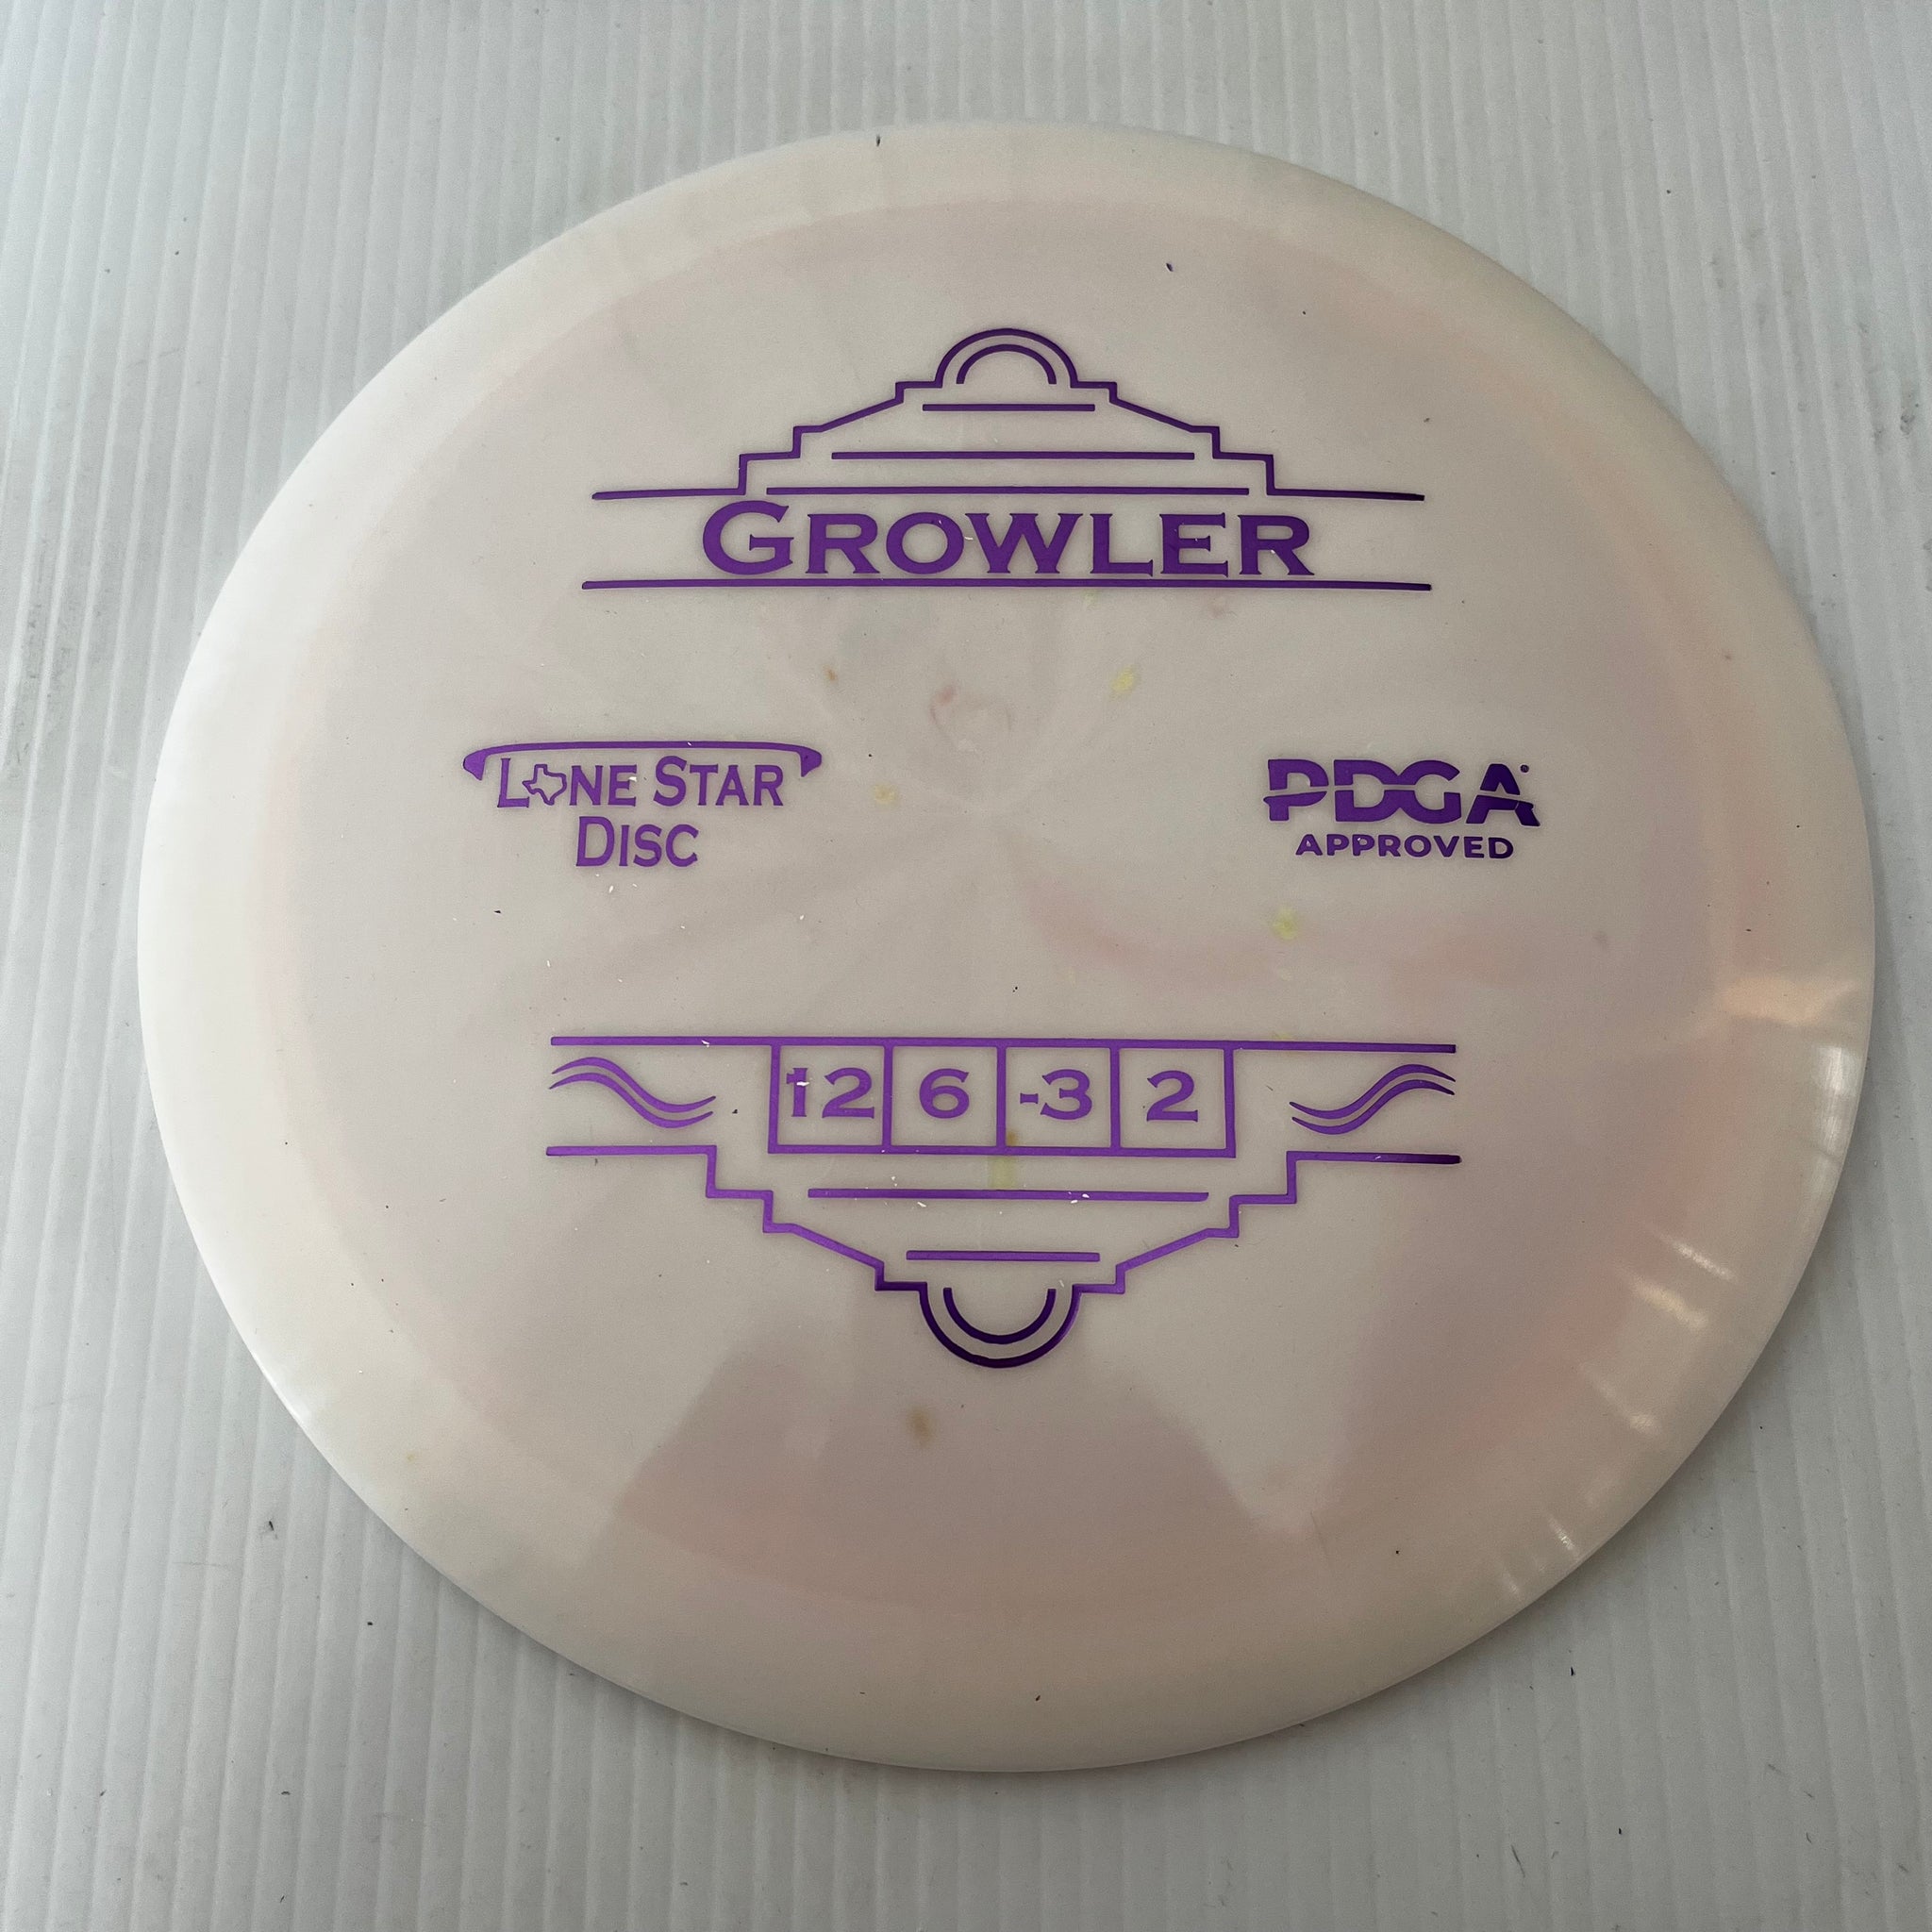 GROWLER
LONE STAR
DISC
PDGA
APPROVED
12 6 -3 2